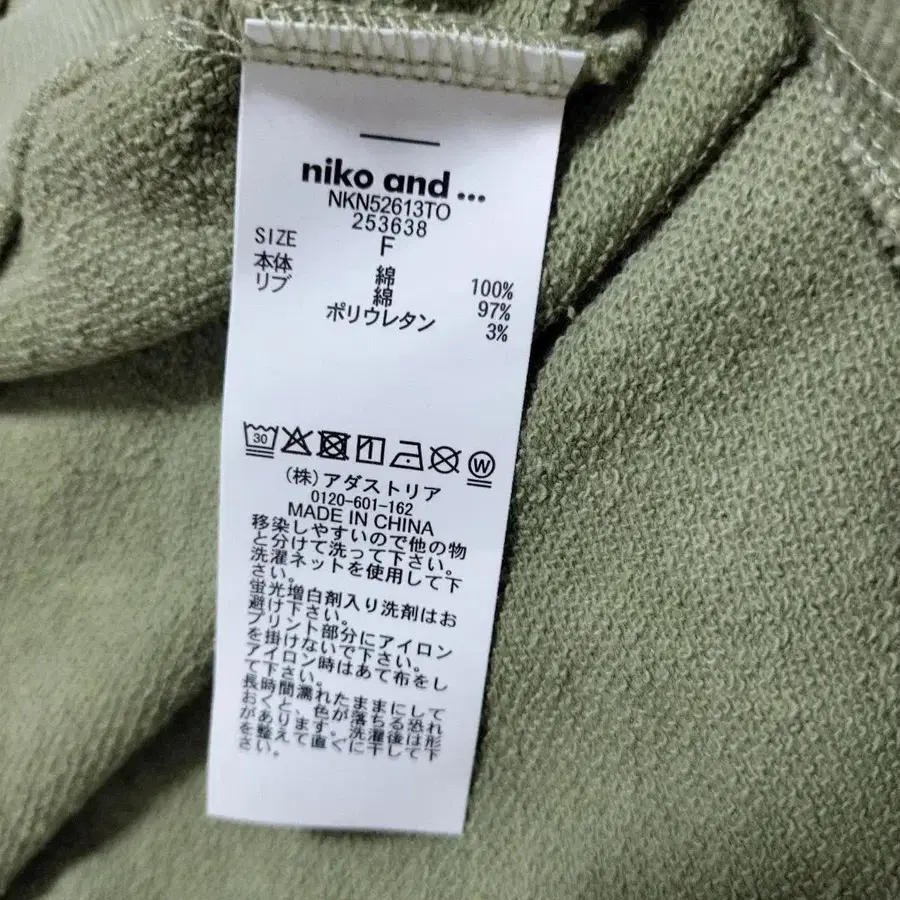 niko and ...
NKN52613TO
253638
SIZE F
本体 綿 100%
リブ 綿 97%
ポリウレタン 3%
30
W
(株)アダストリア
0120-601-162
MADE IN CHINA
移染しやすいので他の物
と分けて洗って下さい。
洗濯ネットを使用して下
さい。
蛍光増白剤入り洗剤はお
避け下さい。
プリント部分にアイロン
を掛けないで下さい。
アイロン時はあて布をし
て下さい。
長時間濡れたままにして
おくと、色が落ちる恐れ
があります。洗濯後は形
を整えて直ぐに干して下
さい。